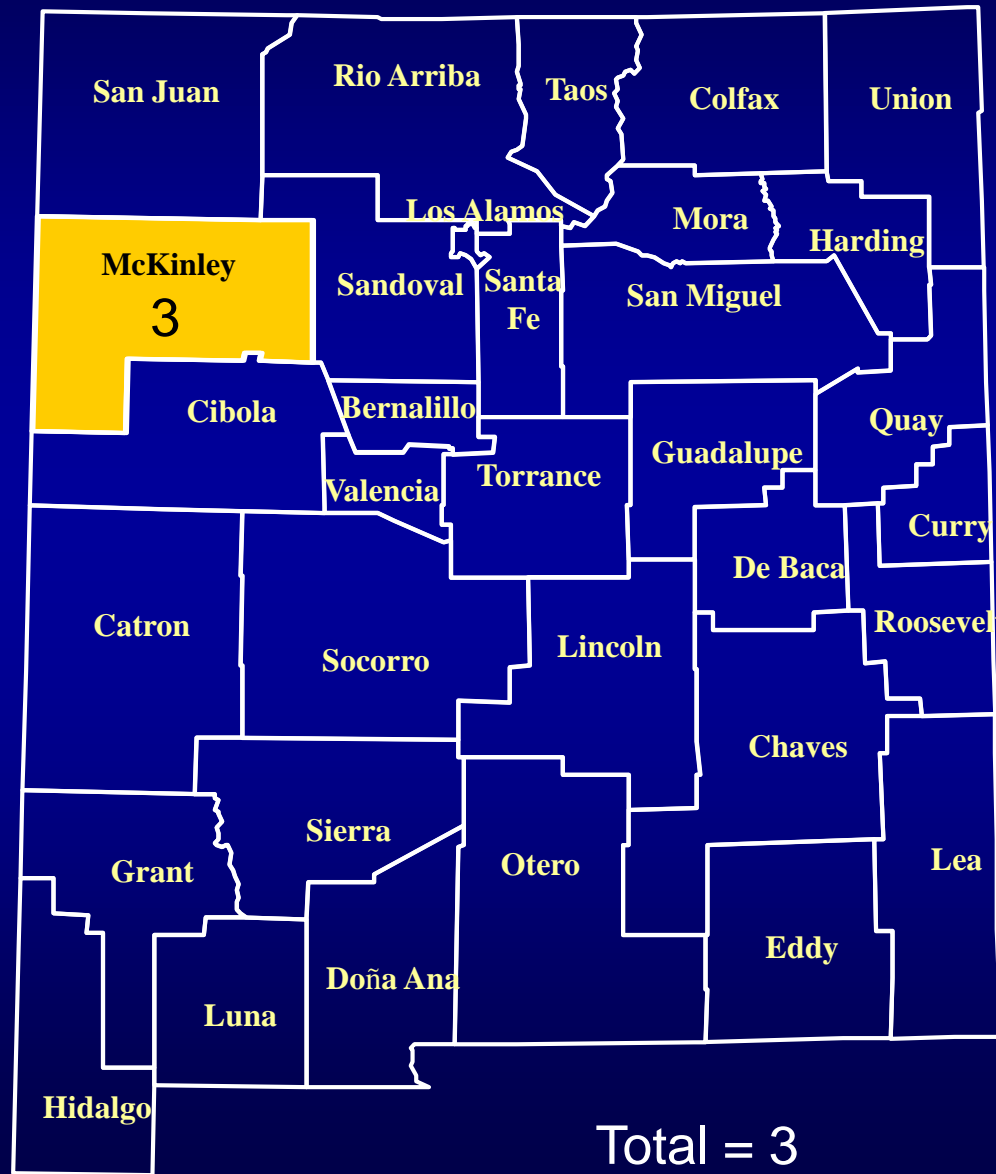 San Juan
Rio Arriba
Taos
Colfax
Union
Los Alamos
Mora
Harding
McKinley
3
Sandoval
Santa
Fe
San Miguel
Cibola
Bernalillo
Guadalupe
Quay
Valencia
Torrance
Curry
De Baca
Catron
Socorro
Lincoln
Roosevel
Chaves
Sierra
Grant
Otero
Lea
Eddy
Doña Ana
Luna
Hidalgo
Total = 3